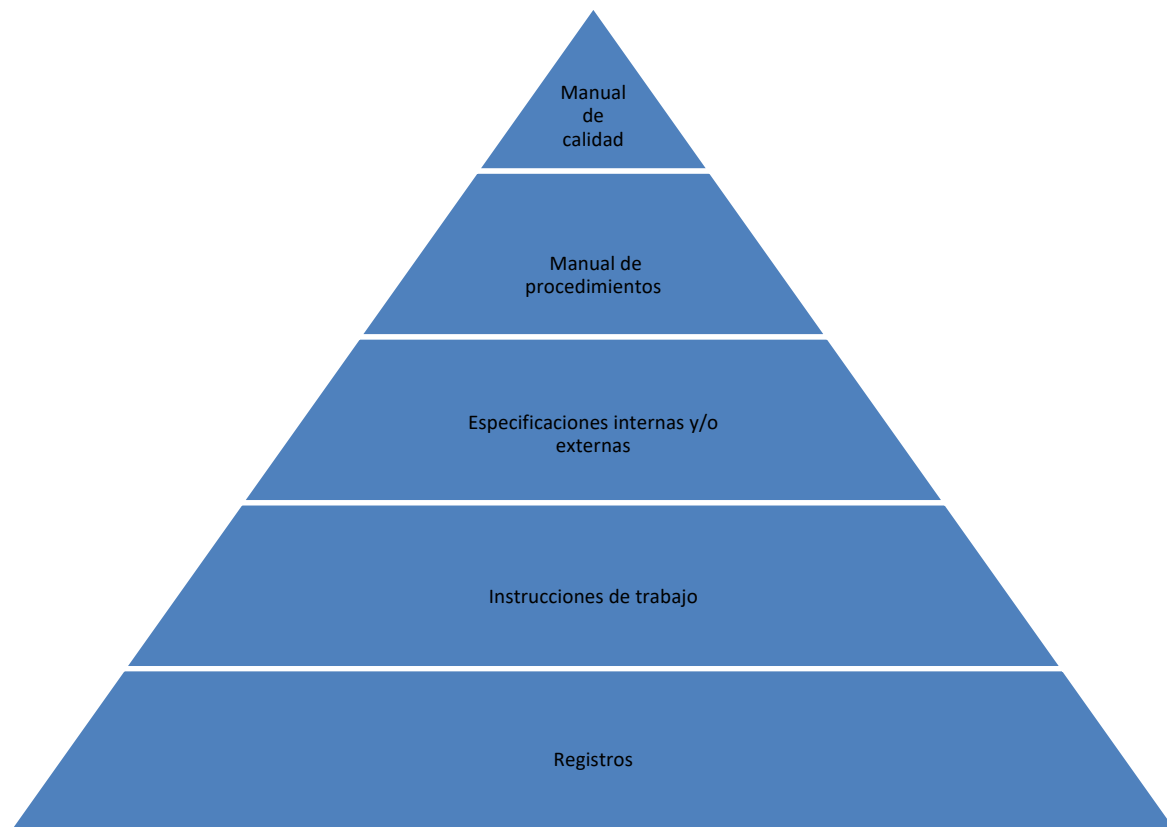 Manual
de
calidad
Manual de
procedimientos
Especificaciones internas y/o
externas
Instrucciones de trabajo
Registros